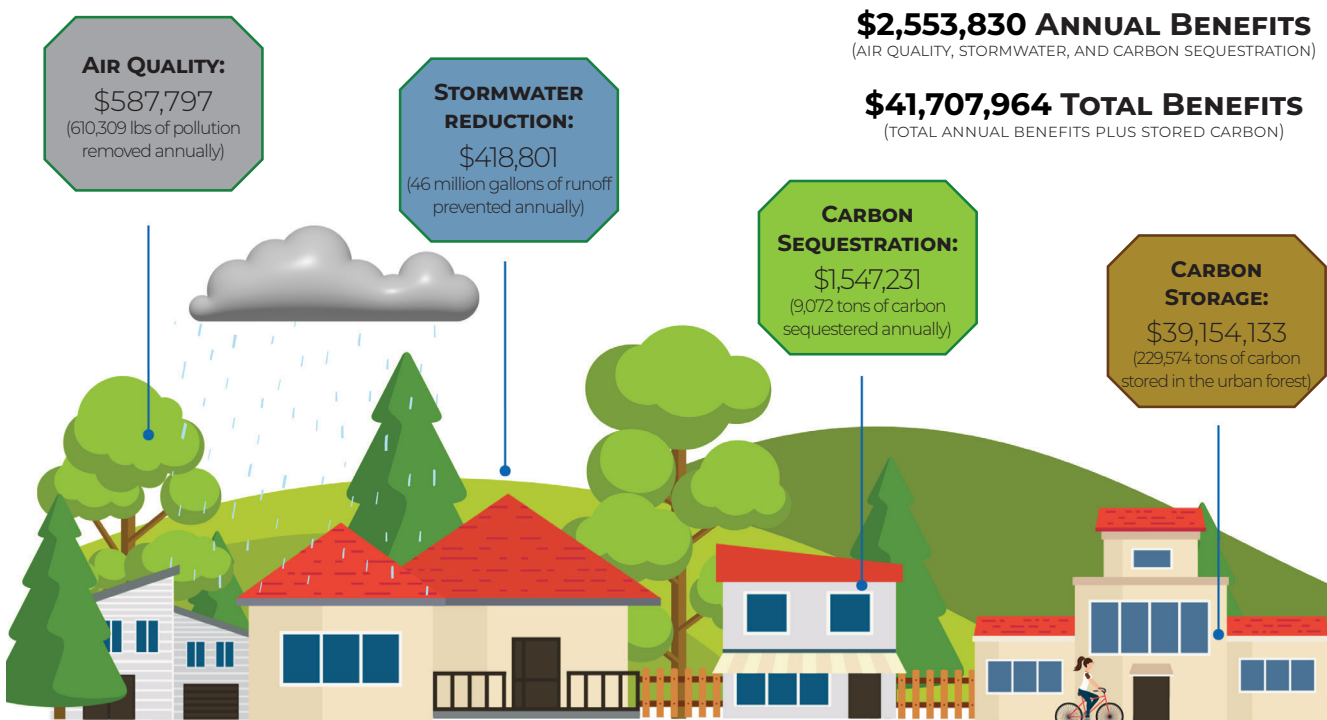 AIR QUALITY:
$587,797
(610,309 lbs of pollution
removed annually)
STORMWATER
REDUCTION:
$418,801
(46 million gallons of runoff
prevented annually)
$2,553,830 ANNUAL BENEFITS
(AIR QUALITY, STORMWATER, AND CARBON SEQUESTRATION)
$41,707,964 TOTAL BENEFITS
(TOTAL ANNUAL BENEFITS PLUS STORED CARBON)
CARBON
SEQUESTRATION:
$1,547,231
(9,072 tons of carbon
sequestered annually)
CARBON
STORAGE:
$39,154,133
(229,574 tons of carbon
stored in the urban forest)